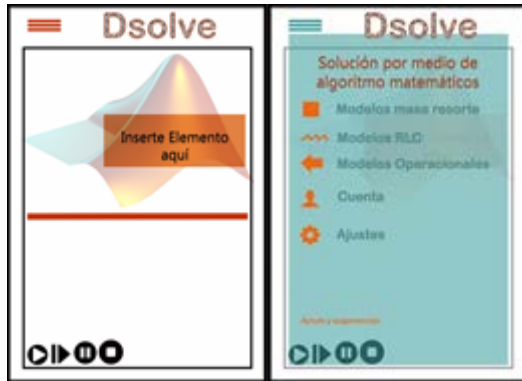 Dsolve
Inserte Elemento
aquí
Dsolve
Solución por medio de
algoritmo matemáticos
Modelos masa resorte
Modelos RLC
Modelos Operacionales
Cuenta
Ajustes